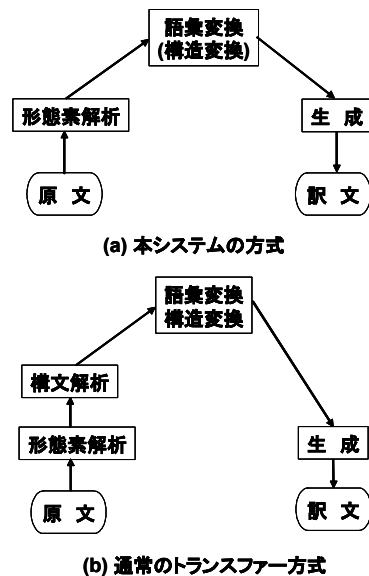 語彙変換
(構造変換)
形態素解析
生 成
原 文
訳 文
(a) 本システムの方式
語彙変換
構造変換
構文解析
形態素解析
生 成
原 文
訳 文
(b) 通常のトランスファー方式